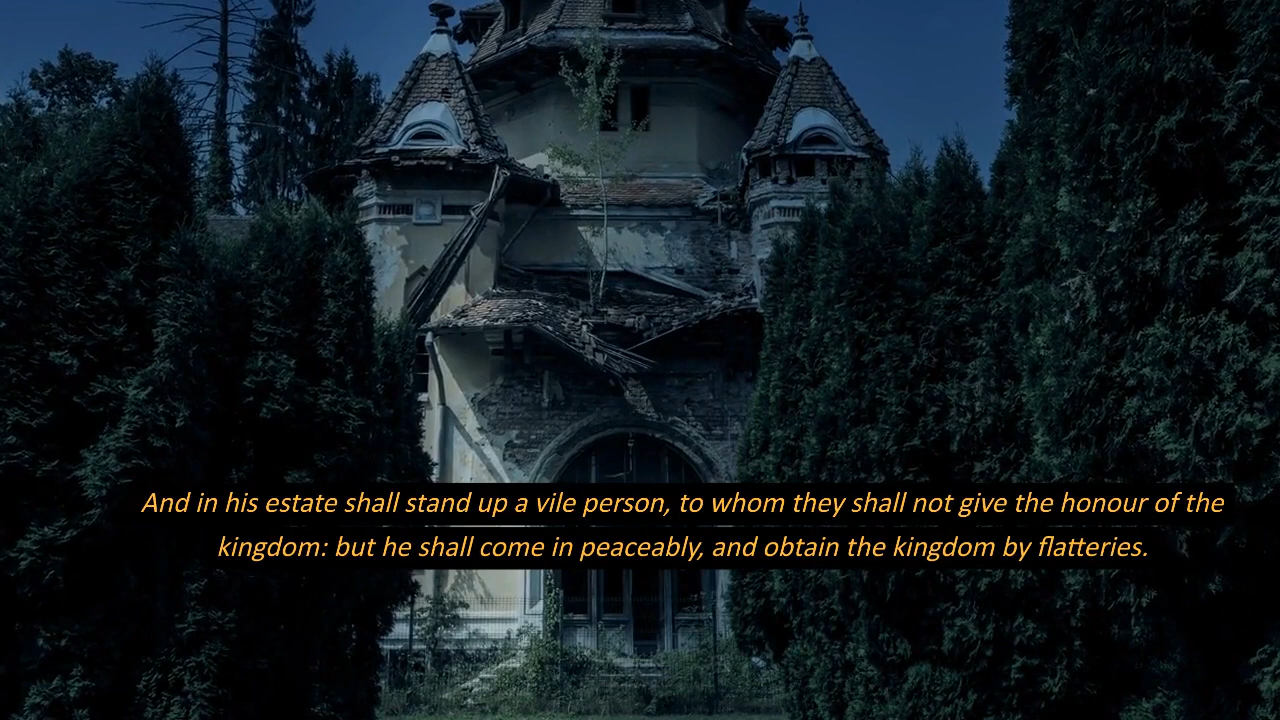 And in his estate shall stand up a vile person, to whom they shall not give the honour of the
kingdom: but he shall come in peaceably, and obtain the kingdom by flatteries.